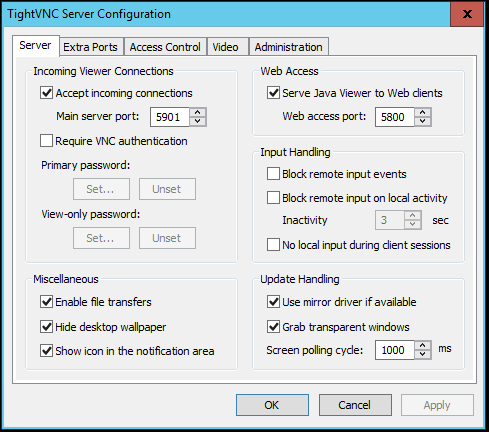 TightVNC Server Configuration
x
Server Extra Ports Access Control Video Administration
Incoming Viewer Connections
Accept incoming connections
Main server port: 5901
Require VNC authentication
Primary password:
Set... Unset
View-only password:
Set... Unset
Web Access
Serve Java Viewer to Web clients
Web access port: 5800
Input Handling
Block remote input events
Block remote input on local activity
Inactivity 3 sec
No local input during client sessions
Miscellaneous
Enable file transfers
Hide desktop wallpaper
Show icon in the notification area
Update Handling
Use mirror driver if available
Grab transparent windows
Screen polling cycle: 1000 ms
OK Cancel Apply